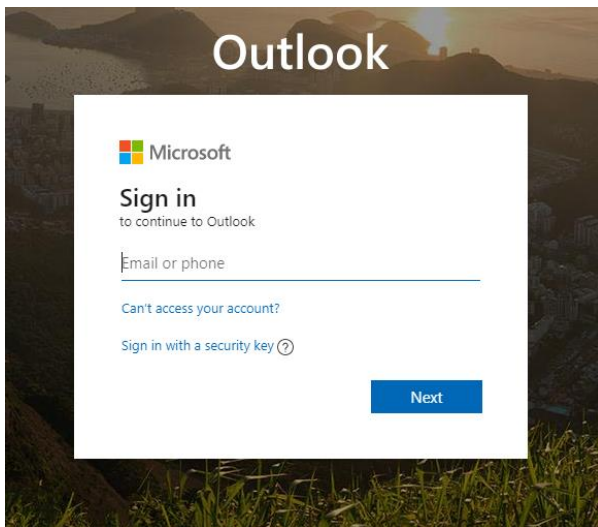 Outlook
Microsoft
Sign in
to continue to Outlook
Email or phone
Can't access your account?
Sign in with a security key
Next